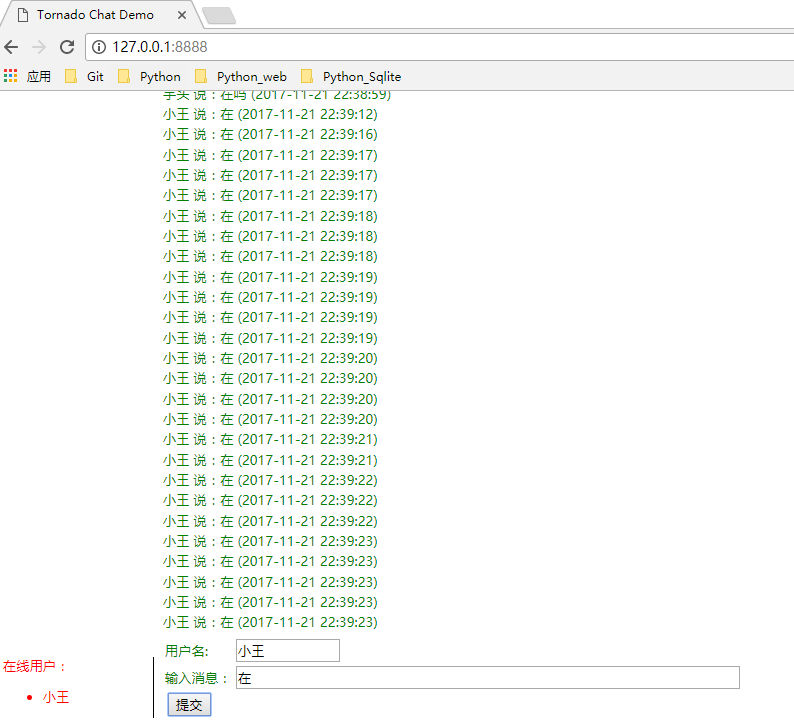 Tornado Chat Demo
127.0.0.1:8888
应用 Git Python Python_web Python_Sqlite
芋头 说：在吗 (2017-11-21 22:38:59)
小王 说：在 (2017-11-21 22:39:12)
小王 说：在 (2017-11-21 22:39:16)
小王 说：在 (2017-11-21 22:39:17)
小王 说：在 (2017-11-21 22:39:17)
小王 说：在 (2017-11-21 22:39:17)
小王 说：在 (2017-11-21 22:39:18)
小王 说：在 (2017-11-21 22:39:18)
小王 说：在 (2017-11-21 22:39:18)
小王 说：在 (2017-11-21 22:39:19)
小王 说：在 (2017-11-21 22:39:19)
小王 说：在 (2017-11-21 22:39:19)
小王 说：在 (2017-11-21 22:39:19)
小王 说：在 (2017-11-21 22:39:20)
小王 说：在 (2017-11-21 22:39:20)
小王 说：在 (2017-11-21 22:39:20)
小王 说：在 (2017-11-21 22:39:20)
小王 说：在 (2017-11-21 22:39:21)
小王 说：在 (2017-11-21 22:39:21)
小王 说：在 (2017-11-21 22:39:22)
小王 说：在 (2017-11-21 22:39:22)
小王 说：在 (2017-11-21 22:39:22)
小王 说：在 (2017-11-21 22:39:23)
小王 说：在 (2017-11-21 22:39:23)
小王 说：在 (2017-11-21 22:39:23)
小王 说：在 (2017-11-21 22:39:23)
小王 说：在 (2017-11-21 22:39:23)
用户名: 小王
在线用户：
输入消息： 在
小王
提交